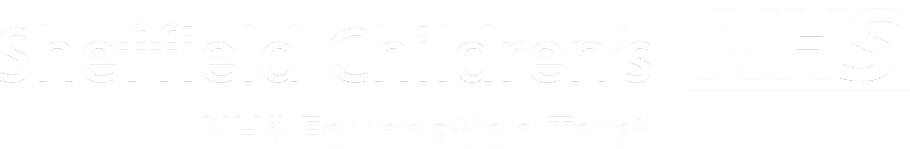 Sheffield Children's NHS
NHS Foundation Trust